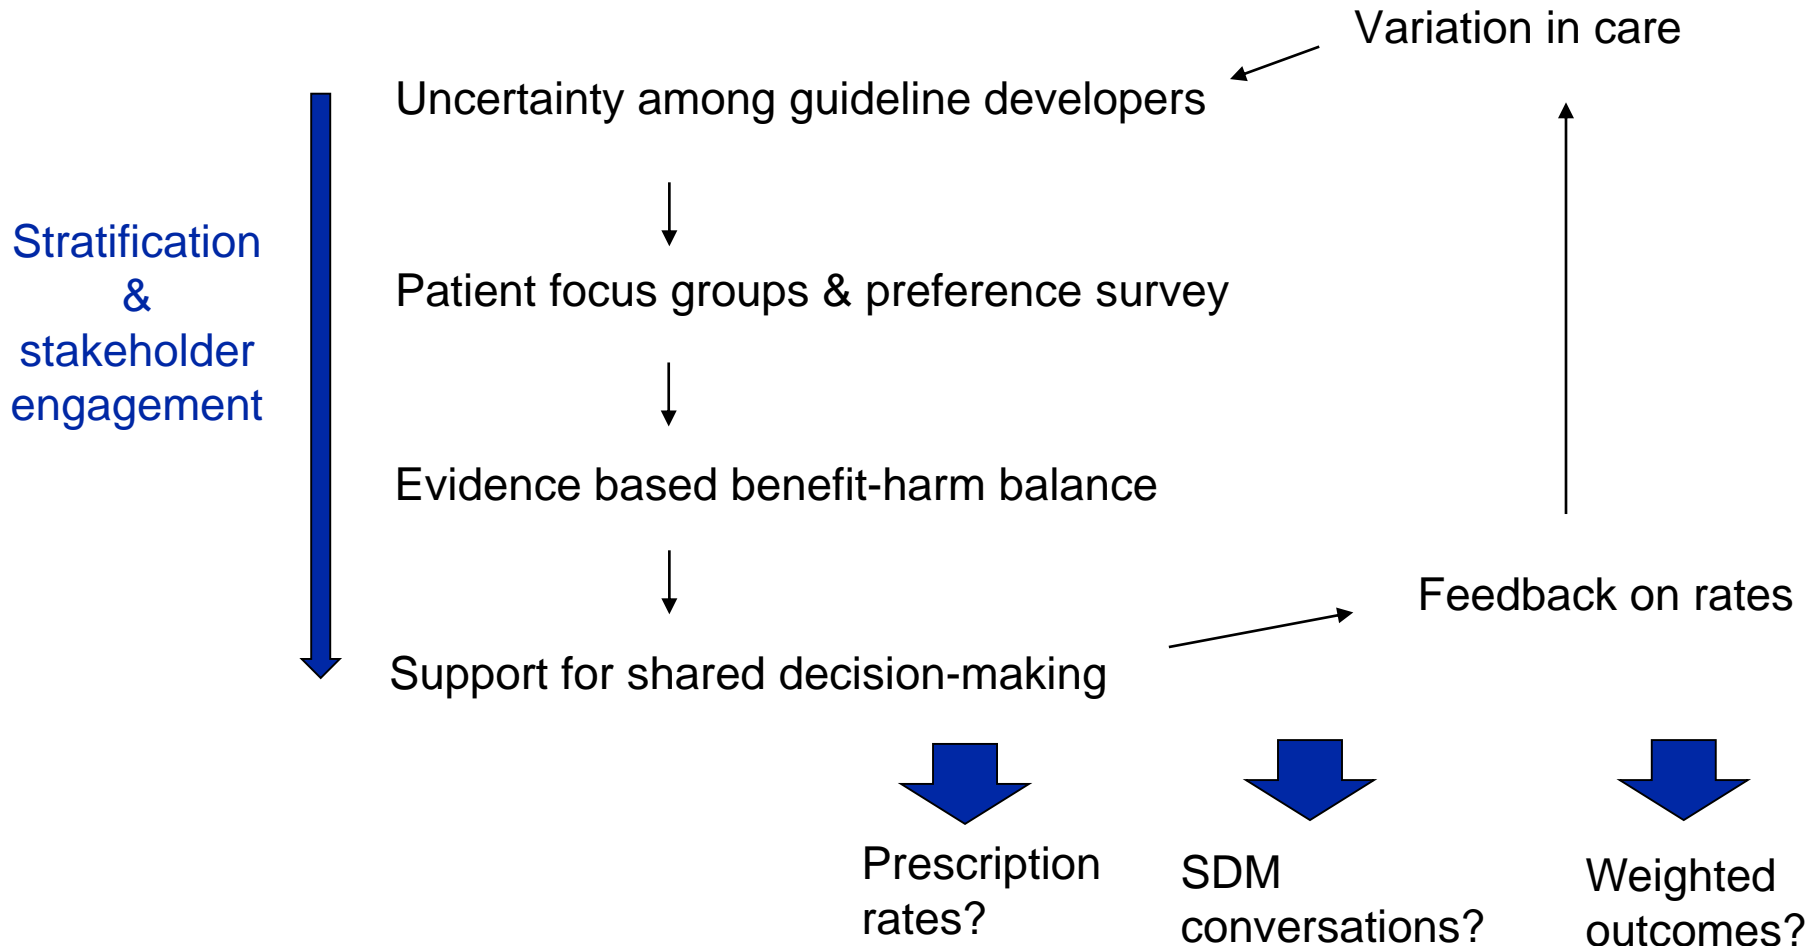 Variation in care
Uncertainty among guideline developers
Stratification
&
stakeholder
engagement
Patient focus groups & preference survey
Evidence based benefit-harm balance
Feedback on rates
Support for shared decision-making
Prescription
rates?
SDM
conversations?
Weighted
outcomes?